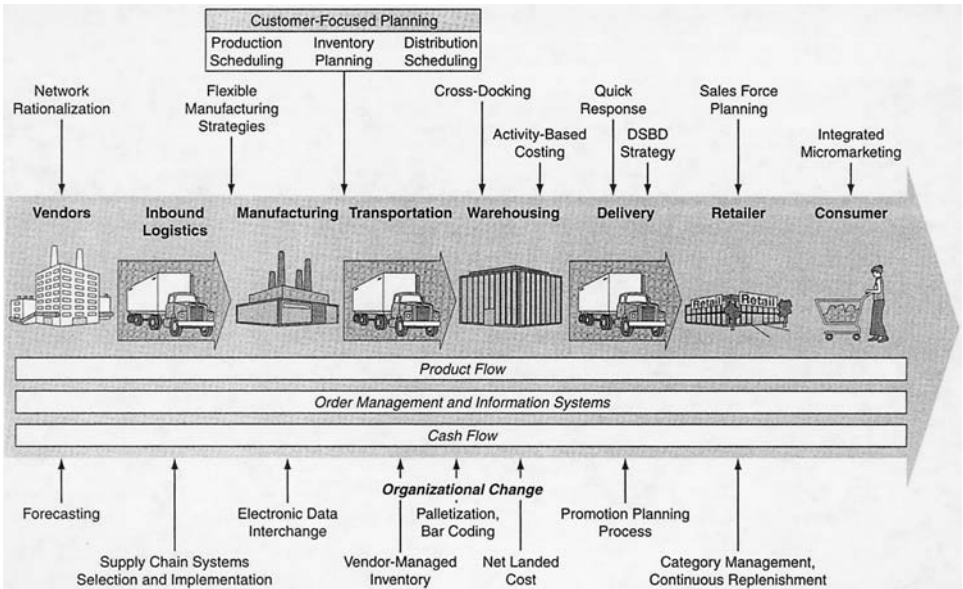 Customer-Focused Planning
Production Scheduling
Inventory Planning
Distribution Scheduling
Network Rationalization
Flexible Manufacturing Strategies
Cross-Docking
Quick Response
Sales Force Planning
Activity-Based Costing
DSBD Strategy
Integrated Micromarketing
Vendors
Inbound Logistics
Manufacturing
Transportation
Warehousing
Delivery
Retailer
Consumer
Retail
Retail
Product Flow
Order Management and Information Systems
Cash Flow
Organizational Change
Forecasting
Electronic Data Interchange
Palletization, Bar Coding
Promotion Planning Process
Supply Chain Systems Selection and Implementation
Vendor-Managed Inventory
Net Landed Cost
Category Management, Continuous Replenishment